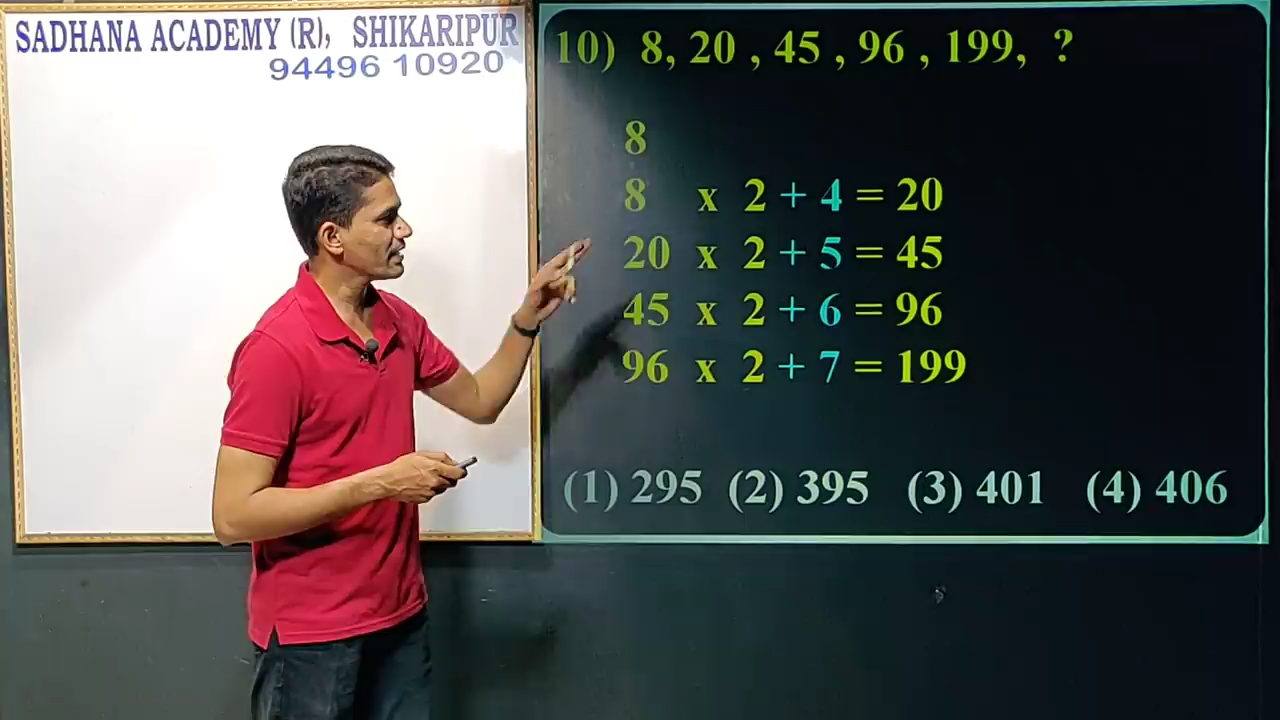 SADHANA ACADEMY (R), SHIKARIPUR
94496 10920
10) 8, 20 , 45 , 96 , 199, ?
8
8 x 2 + 4 = 20
20 x 2 + 5 = 45
45 x 2 + 6 = 96
96 x 2 + 7 = 199
(1) 295 (2) 395 (3) 401 (4) 406